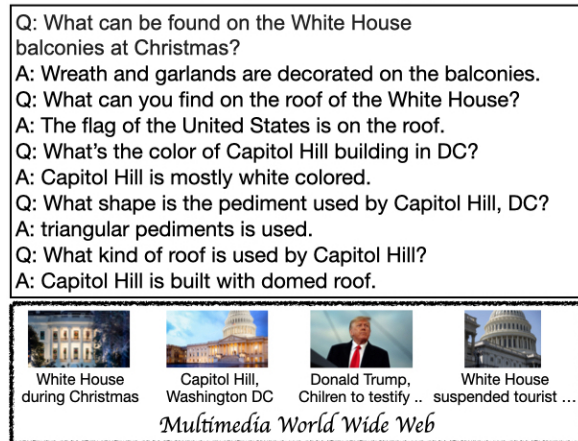 Q: What can be found on the White House
balconies at Christmas?
A: Wreath and garlands are decorated on the balconies.
Q: What can you find on the roof of the White House?
A: The flag of the United States is on the roof.
Q: What’s the color of Capitol Hill building in DC?
A: Capitol Hill is mostly white colored.
Q: What shape is the pediment used by Capitol Hill, DC?
A: triangular pediments is used.
Q: What kind of roof is used by Capitol Hill?
A: Capitol Hill is built with domed roof.
White House
during Christmas
Capitol Hill,
Washington DC
Donald Trump,
Chilren to testify ..
White House
suspended tourist ...
Multimedia World Wide Web